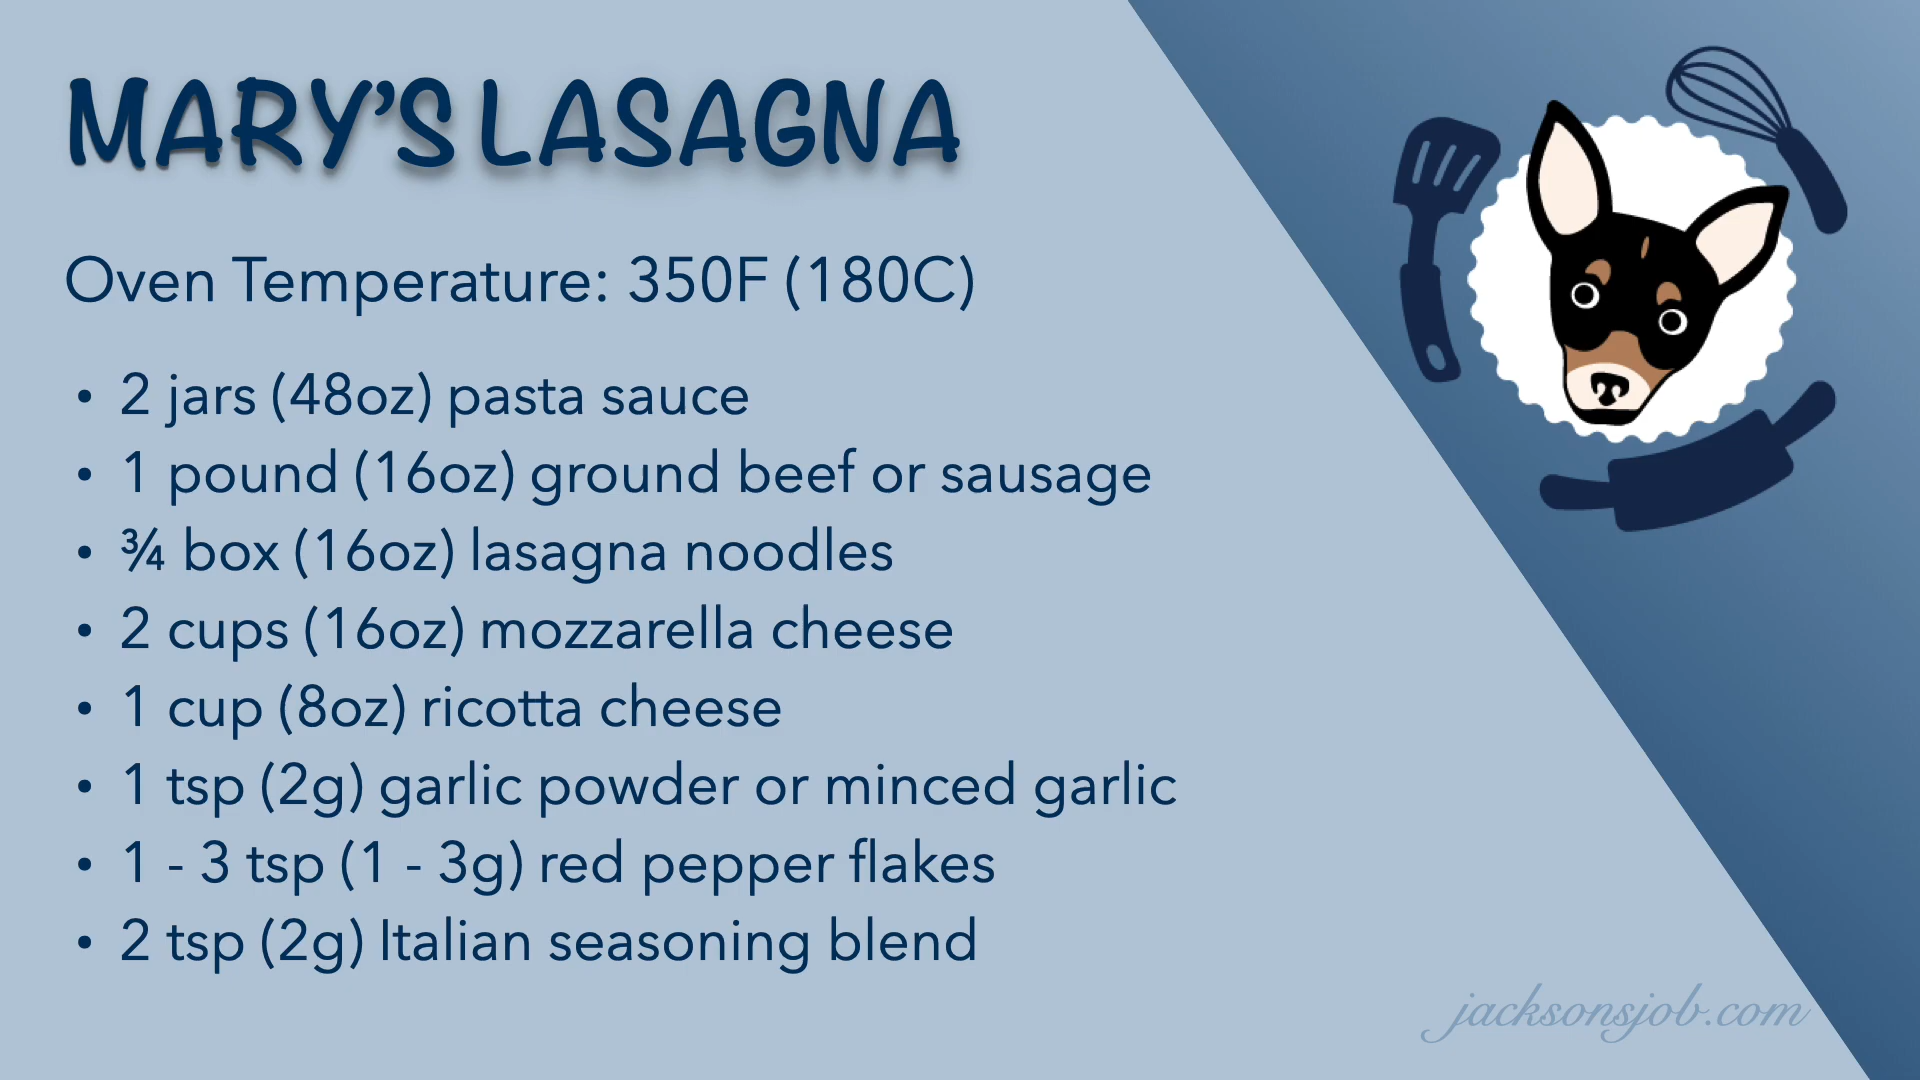 MARY'S LASAGNA
Oven Temperature: 350F (180C)
• 2 jars (48oz) pasta sauce
• 1 pound (16oz) ground beef or sausage
• ¾ box (16oz) lasagna noodles
• 2 cups (16oz) mozzarella cheese
• 1 cup (8oz) ricotta cheese
• 1 tsp (2g) garlic powder or minced garlic
• 1 - 3 tsp (1 - 3g) red pepper flakes
• 2 tsp (2g) Italian seasoning blend
jacksonsjob.com